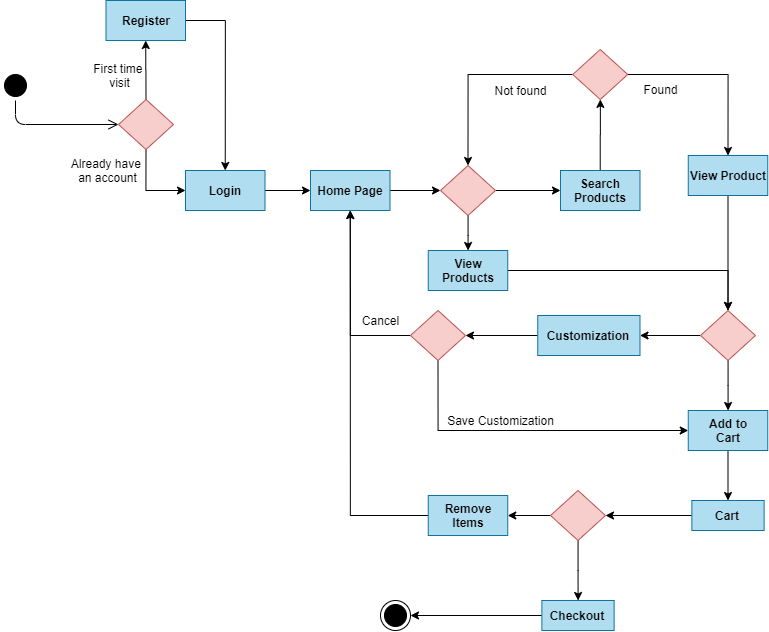 Register
First time
visit
Not found
Found
Already have
an account
Login
Home Page
Search
Products
View Product
View
Products
Cancel
Customization
Save Customization
Add to
Cart
Remove
Items
Cart
Checkout